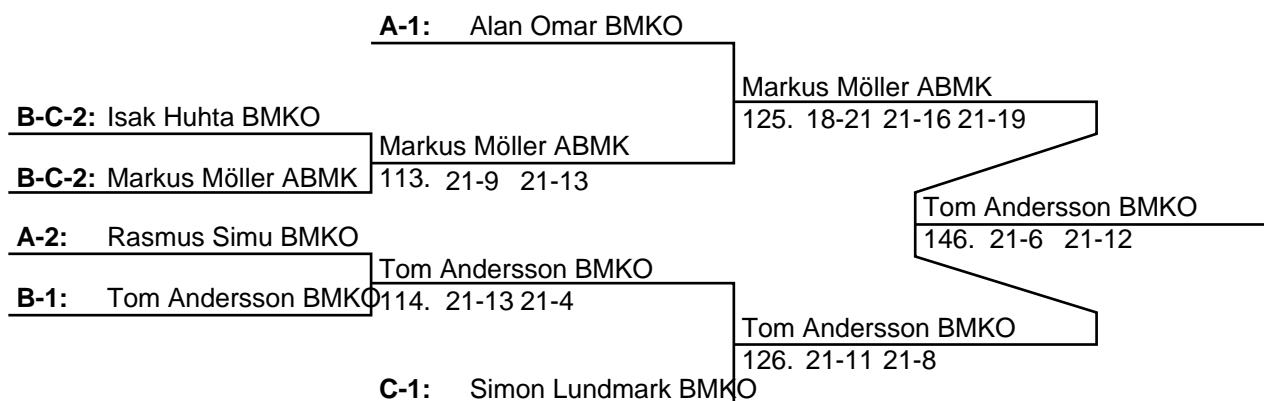 A-1: Alan Omar BMKO
Markus Möller ABMK
B-C-2: Isak Huhta BMKO
125. 18-21 21-16 21-19
Markus Möller ABMK
B-C-2: Markus Möller ABMK
113. 21-9 21-13
Tom Andersson BMKO
A-2: Rasmus Simu BMKO
146. 21-6 21-12
Tom Andersson BMKO
B-1: Tom Andersson BMKO
114. 21-13 21-4
Tom Andersson BMKO
126. 21-11 21-8
C-1: Simon Lundmark BMKO